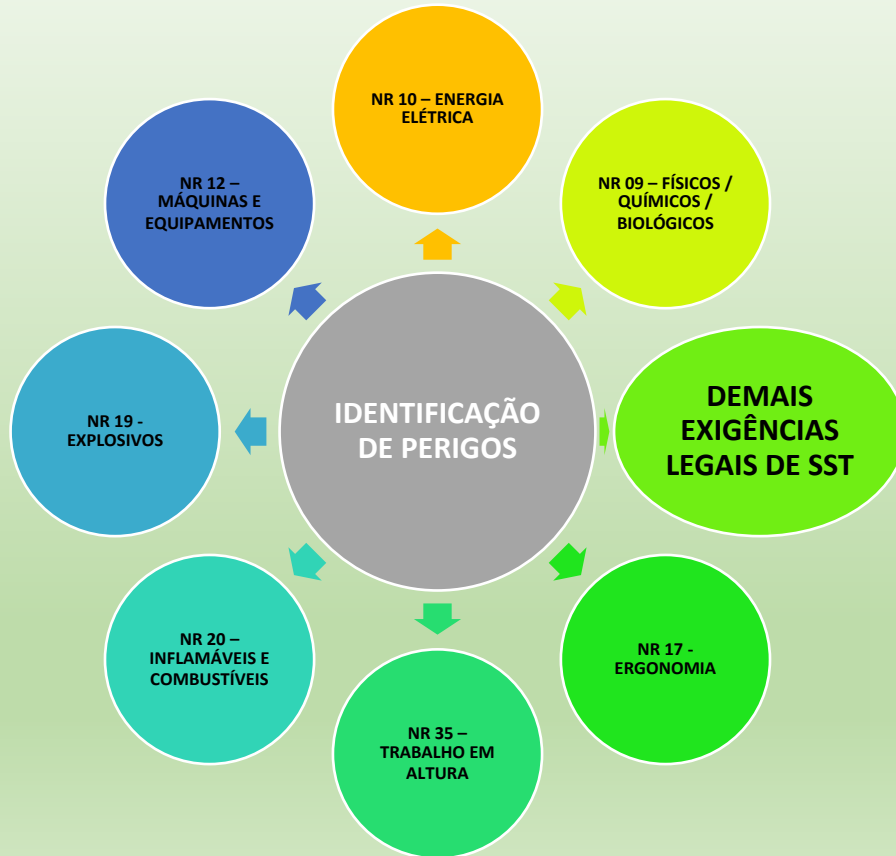 NR 10 – ENERGIA
ELÉTRICA
NR 12 –
MÁQUINAS E
EQUIPAMENTOS
NR 09 – FÍSICOS /
QUÍMICOS /
BIOLÓGICOS
NR 19 -
EXPLOSIVOS
IDENTIFICAÇÃO
DE PERIGOS
DEMAIS
EXIGÊNCIAS
LEGAIS DE SST
NR 20 –
INFLAMÁVEIS E
COMBUSTÍVEIS
NR 17 -
ERGONOMIA
NR 35 –
TRABALHO EM
ALTURA